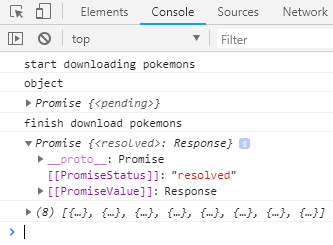 Elements Console Sources Network
top Filter
start downloading pokemons
object
Promise {<pending>}
finish download pokemons
Promise {<resolved>: Response} i
__proto__: Promise
[[PromiseStatus]]: "resolved"
[[PromiseValue]]: Response
(8) [{…}, {…}, {…}, {…}, {…}, {…}, {…}, {…}]